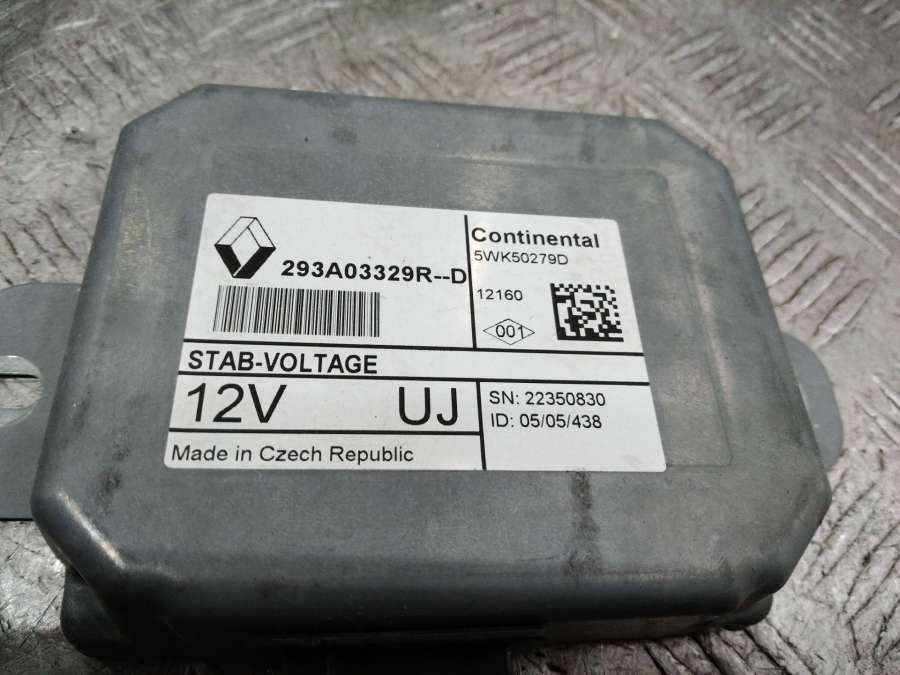 293A03329R--D
Continental
5WK50279D
12160
001
STAB-VOLTAGE
12V UJ
SN: 22350830
ID: 05/05/438
Made in Czech Republic